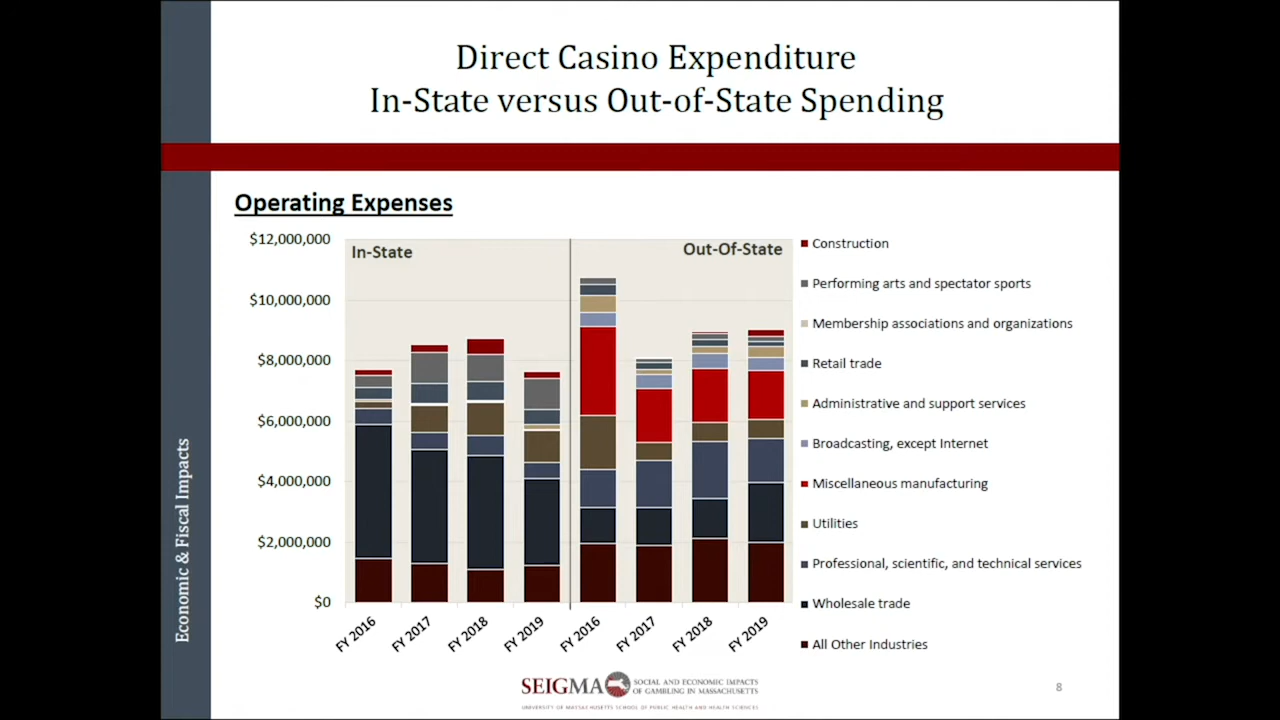 Direct Casino Expenditure
In-State versus Out-of-State Spending
Economic & Fiscal Impacts
Operating Expenses
$12,000,000
$10,000,000
$8,000,000
$6,000,000
$4,000,000
$2,000,000
$0
In-State
Out-Of-State
FY 2016
FY 2017
FY 2018
FY 2019
FY 2016
FY 2017
FY 2018
FY 2019
Construction
Performing arts and spectator sports
Membership associations and organizations
Retail trade
Administrative and support services
Broadcasting, except Internet
Miscellaneous manufacturing
Utilities
Professional, scientific, and technical services
Wholesale trade
All Other Industries
SEIGMA
SOCIAL AND ECONOMIC IMPACTS
OF GAMBLING IN MASSACHUSETTS
UNIVERSITY OF MASSACHUSETTS SCHOOL OF PUBLIC HEALTH AND HEALTH SCIENCES
8